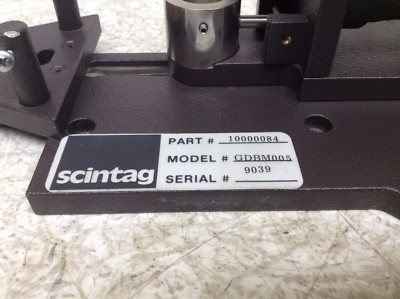 scintag
PART # 10000084
MODEL # GDBM005
9039
SERIAL #